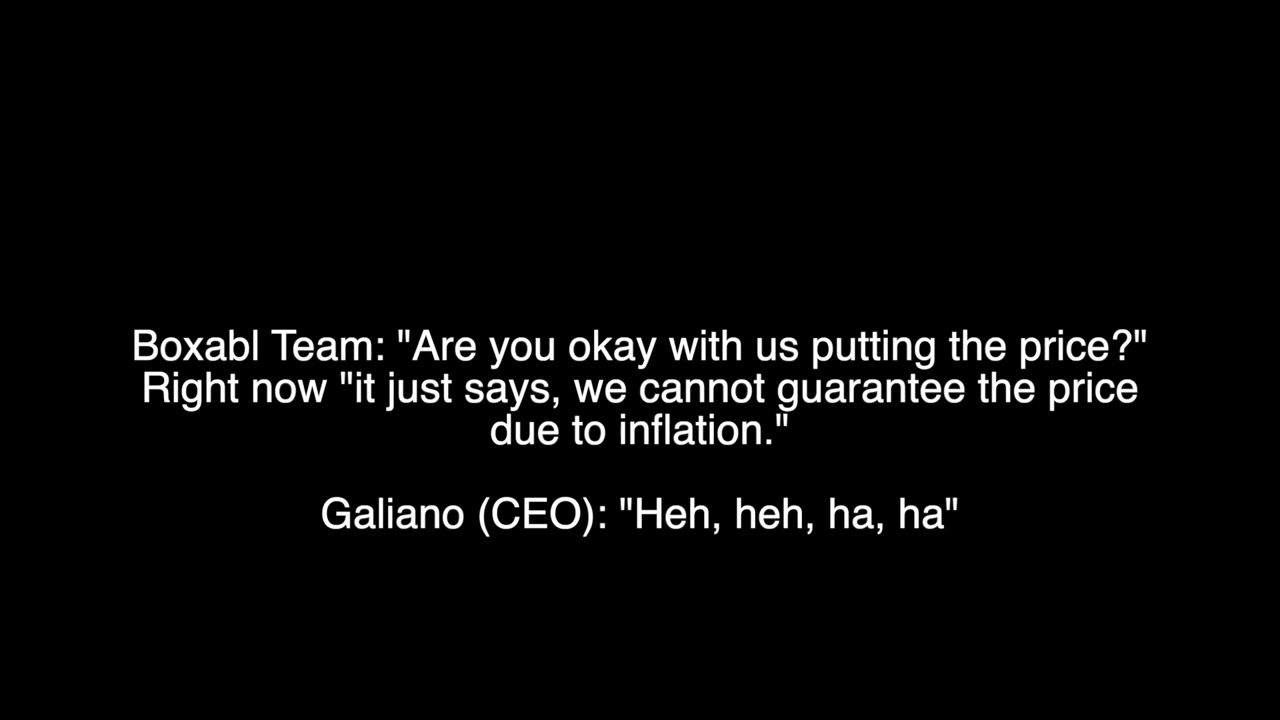 Boxabl Team: "Are you okay with us putting the price?"
Right now "it just says, we cannot guarantee the price
due to inflation."
Galiano (CEO): "Heh, heh, ha, ha"